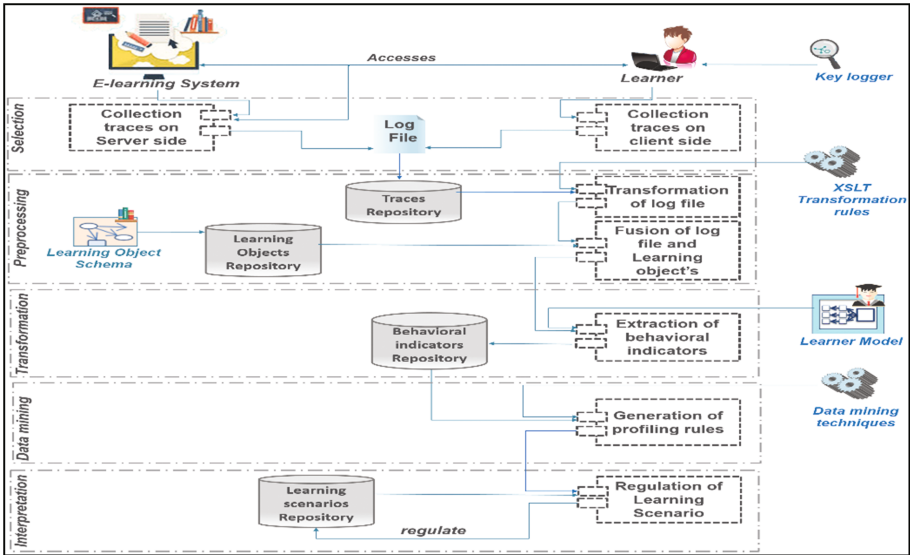 Accesses
E-learning System
Learner
Key logger
Selection
Collection
traces on
Server side
Log
File
Collection
traces on
client side
XSLT
Transformation
rules
Preprocessing
Traces
Repository
Transformation
of log file
Learning Object
Schema
Learning
Objects
Repository
Fusion of log
file and
Learning
object's
Transformation
Behavioral
indicators
Repository
Extraction of
behavioral
indicators
Learner Model
Data mining
Generation of
profiling rules
Data mining
techniques
Interpretation
Learning
scenarios
Repository
regulate
Regulation of
Learning
Scenario